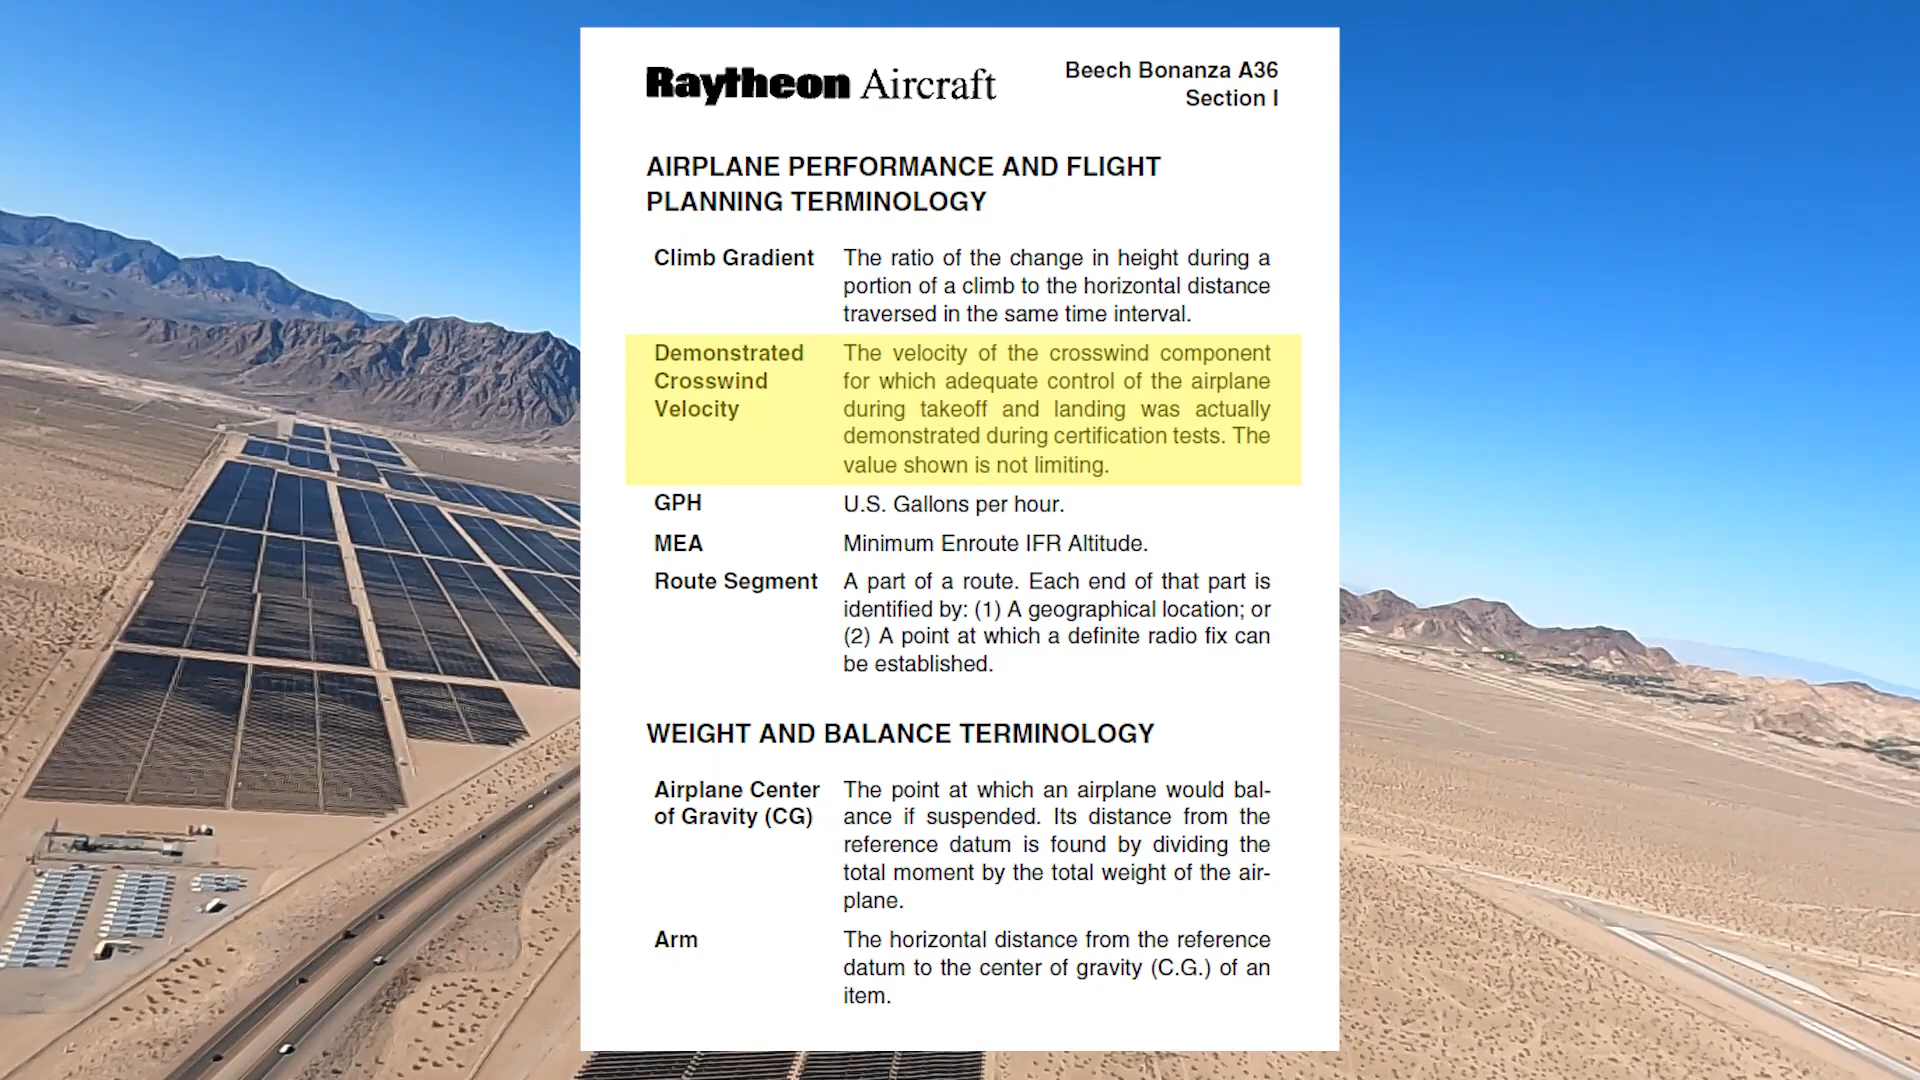 Raytheon Aircraft
Beech Bonanza A36
Section I
AIRPLANE PERFORMANCE AND FLIGHT
PLANNING TERMINOLOGY
Climb Gradient The ratio of the change in height during a
portion of a climb to the horizontal distance
traversed in the same time interval.
Demonstrated The velocity of the crosswind component
Crosswind for which adequate control of the airplane
Velocity during takeoff and landing was actually
demonstrated during certification tests. The
value shown is not limiting.
GPH U.S. Gallons per hour.
MEA Minimum Enroute IFR Altitude.
Route Segment A part of a route. Each end of that part is
identified by: (1) A geographical location; or
(2) A point at which a definite radio fix can
be established.
WEIGHT AND BALANCE TERMINOLOGY
Airplane Center The point at which an airplane would bal-
of Gravity (CG) ance if suspended. Its distance from the
reference datum is found by dividing the
total moment by the total weight of the air-
plane.
Arm The horizontal distance from the reference
datum to the center of gravity (C.G.) of an
item.